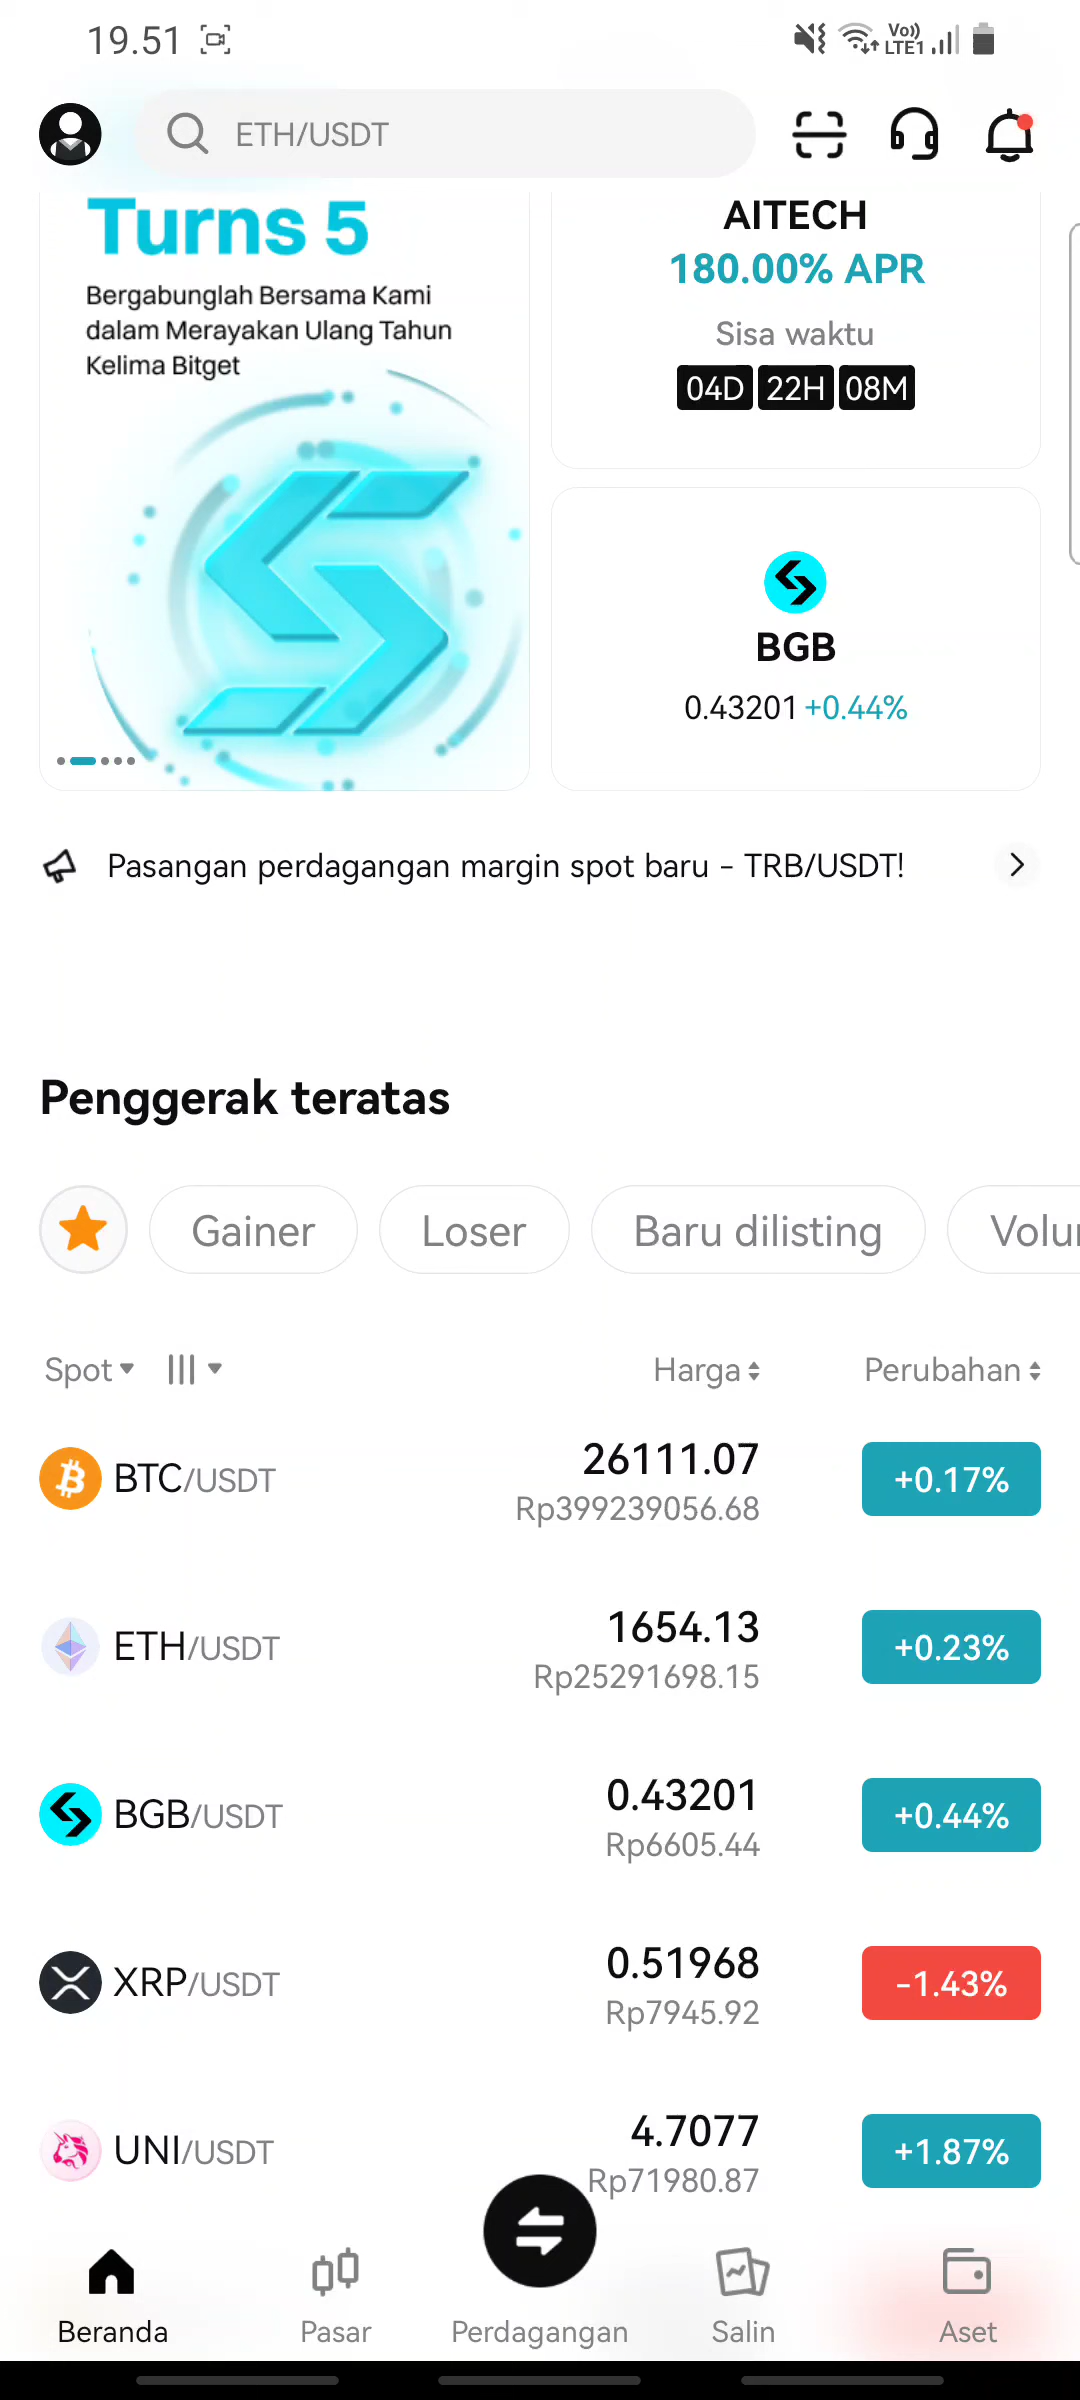 19.51
Vo))
LTE1
ETH/USDT
Turns 5
Bergabunglah Bersama Kami
dalam Merayakan Ulang Tahun
Kelima Bitget
AITECH
180.00% APR
Sisa waktu
04D 22H 08M
BGB
0.43201 +0.44%
Pasangan perdagangan margin spot baru - TRB/USDT!
Penggerak teratas
Gainer
Loser
Baru dilisting
Volu
Spot
Harga
Perubahan
BTC/USDT
26111.07
Rp399239056.68
+0.17%
ETH/USDT
1654.13
Rp25291698.15
+0.23%
BGB/USDT
0.43201
Rp6605.44
+0.44%
XRP/USDT
0.51968
Rp7945.92
-1.43%
UNI/USDT
4.7077
Rp71980.87
+1.87%
Beranda
Pasar
Perdagangan
Salin
Aset